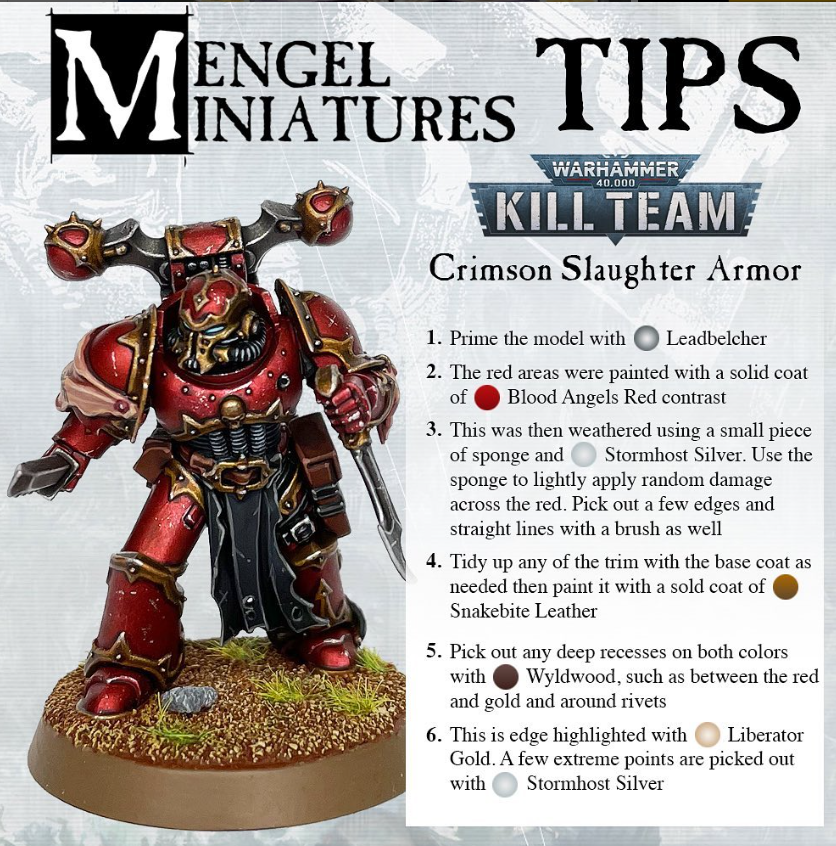 MENGEL
MINIATURES
TIPS
WARHAMMER
40,000
KILL TEAM
Crimson Slaughter Armor
1. Prime the model with Leadbelcher
2. The red areas were painted with a solid coat
of Blood Angels Red contrast
3. This was then weathered using a small piece
of sponge and Stormhost Silver. Use the
sponge to lightly apply random damage
across the red. Pick out a few edges and
straight lines with a brush as well
4. Tidy up any of the trim with the base coat as
needed then paint it with a sold coat of
Snakebite Leather
5. Pick out any deep recesses on both colors
with Wyldwood, such as between the red
and gold and around rivets
6. This is edge highlighted with Liberator
Gold. A few extreme points are picked out
with Stormhost Silver